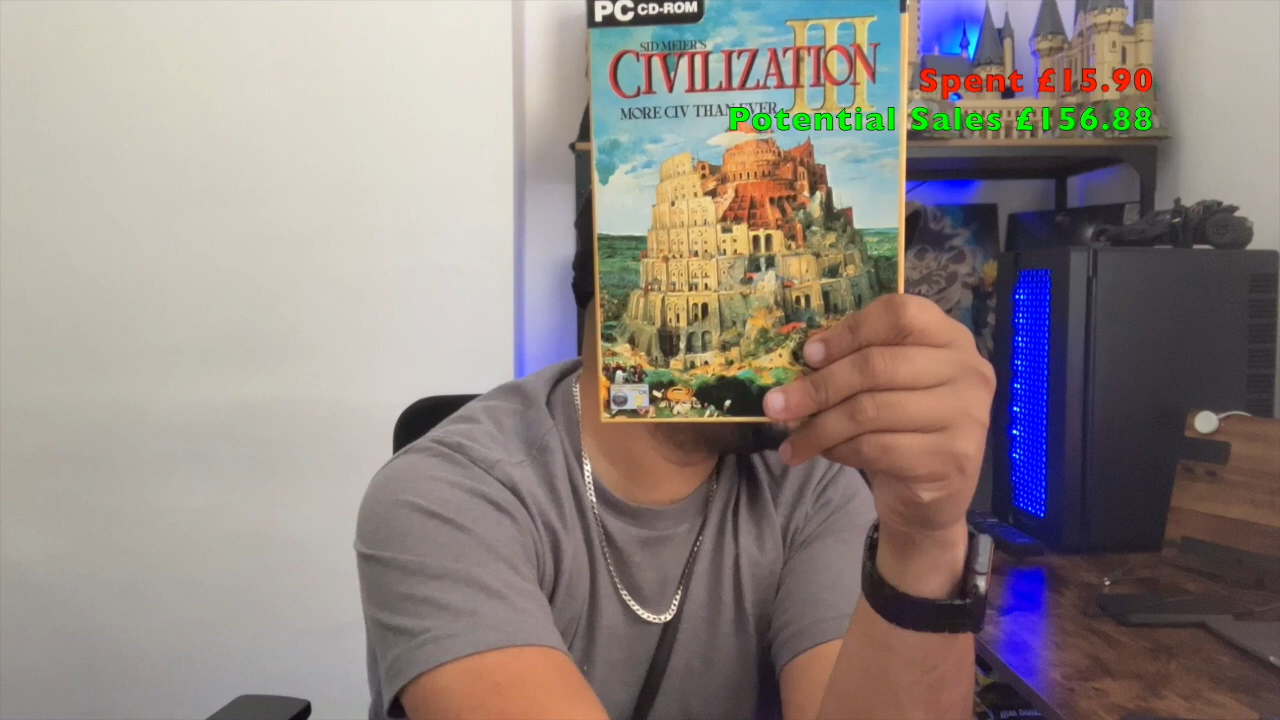 PC CD-ROM
SID MEIER'S
CIVILIZATION III
MORE CIV THAN EVER
Spent £15.90
Potential Sales £156.88